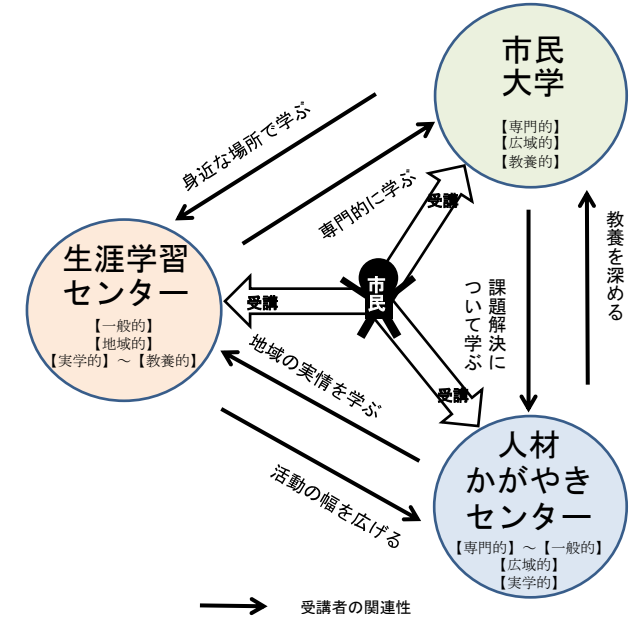 市民
大学
【専門的】
【広域的】
【教養的】
身近な場所で学ぶ
専門的に学ぶ
受講
教養を深める
生涯学習
センター
【一般的】
【地域的】
【実学的】～【教養的】
受講
市民
課題解決に
ついて学ぶ
地域の実情を学ぶ
受講
活動の幅を広げる
人材
かがやき
センター
【専門的】～【一般的】
【広域的】
【実学的】
受講者の関連性